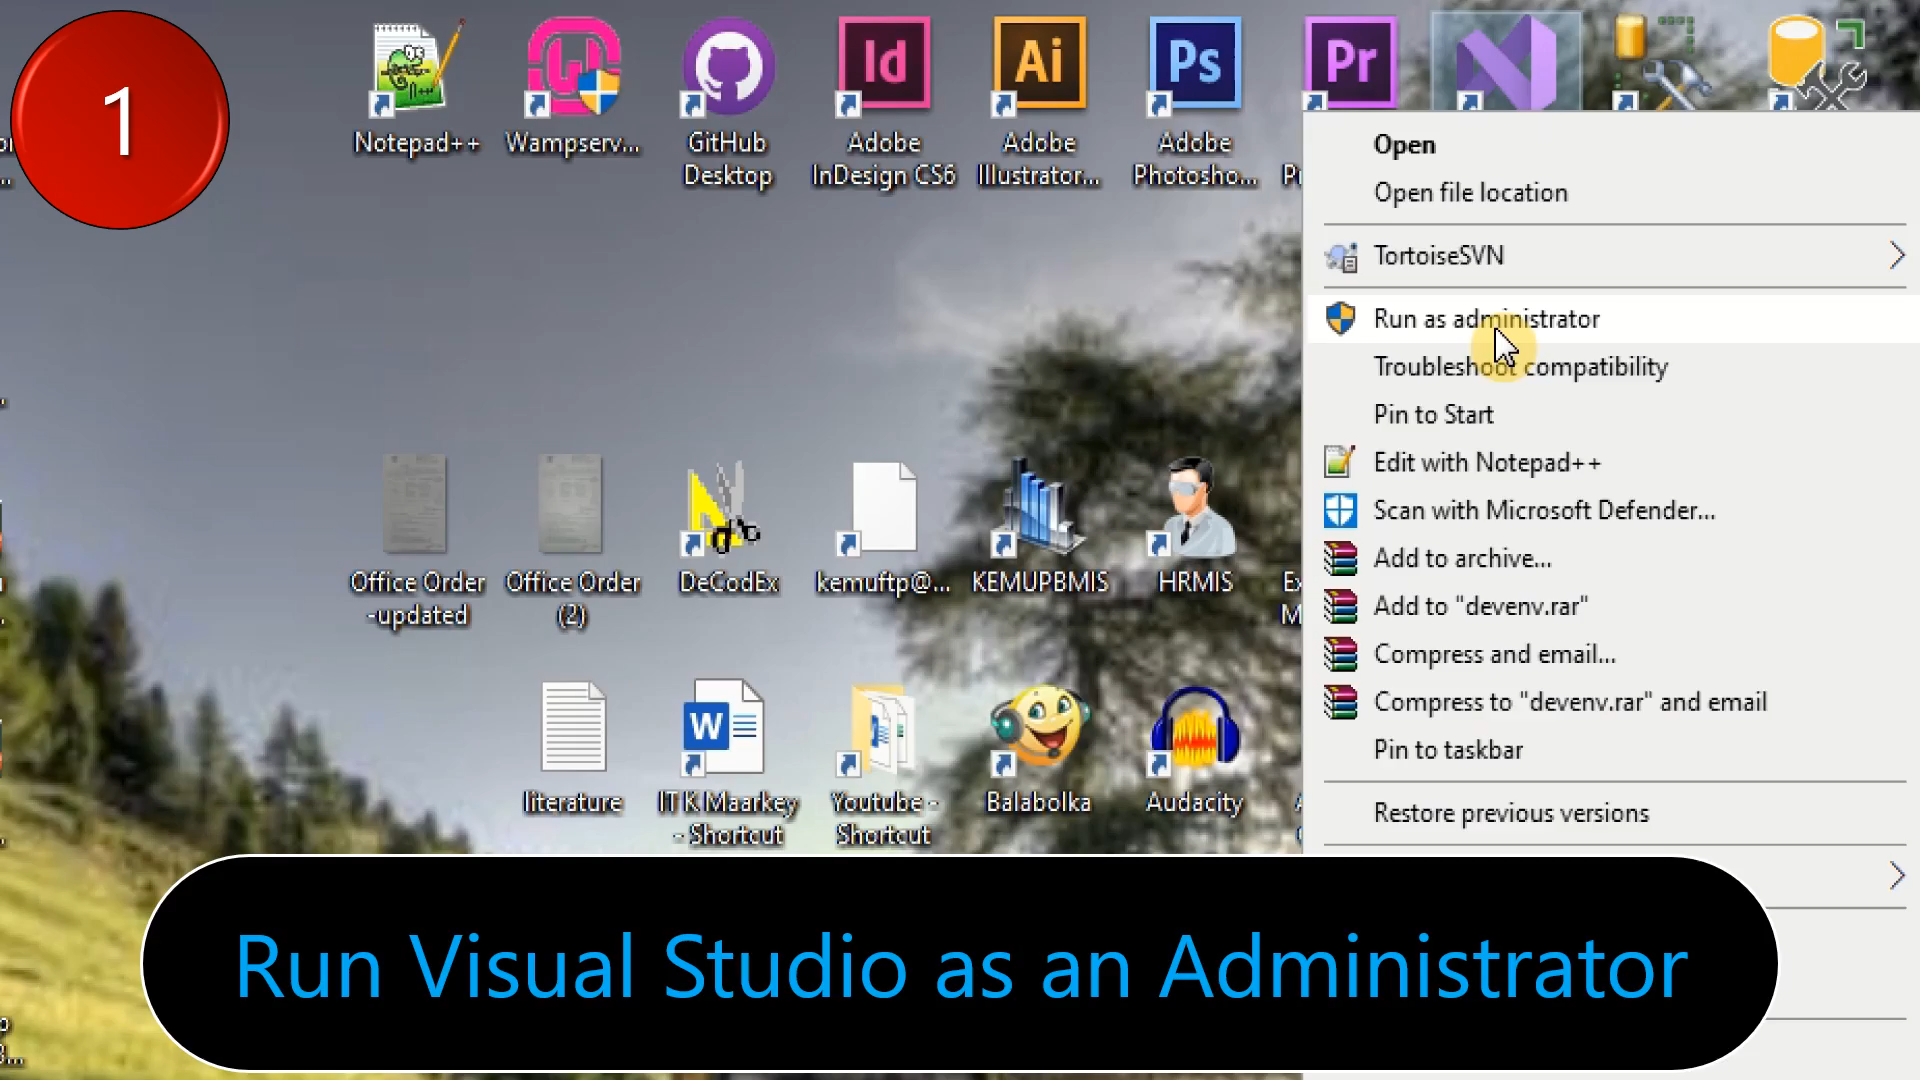 1
Notepad++
Wampserv...
GitHub
Desktop
Id
Adobe
InDesign CS6
Ai
Adobe
Illustrator...
Ps
Adobe
Photosho...
Pr
Open
Open file location
TortoiseSVN
Run as administrator
Troubleshoot compatibility
Pin to Start
Edit with Notepad++
Scan with Microsoft Defender...
Add to archive...
Add to "devenv.rar"
Compress and email...
Compress to "devenv.rar" and email
Pin to taskbar
Restore previous versions
Office Order
-updated
Office Order
(2)
DeCodEx
kemuftp@...
KEMUPBMIS
HRMIS
literature
W
IT K Maarkey
- Shortcut
Youtube -
Shortcut
Balabolka
Audacity
Run Visual Studio as an Administrator